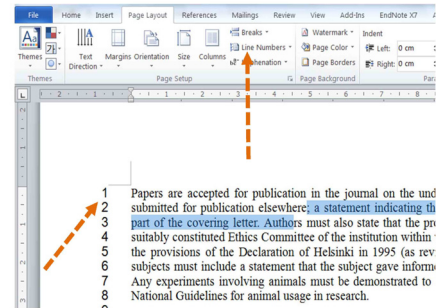 File Home Insert Page Layout References Mailings Review View Add-Ins EndNote X7
Aa Themes Text Direction Margins Orientation Size Columns Breaks Line Numbers Watermark Page Color Page Borders Indent Left: 0 cm Right: 0 cm
Themes Page Setup Page Background
1 Papers are accepted for publication in the journal on the
2 submitted for publication elsewhere; a statement indicating
3 part of the covering letter. Authors must also state that the
4 suitably constituted Ethics Committee of the institution within
5 the provisions of the Declaration of Helsinki in 1995 (as
6 subjects must include a statement that the subject gave
7 Any experiments involving animals must be demonstrated to
8 National Guidelines for animal usage in research.